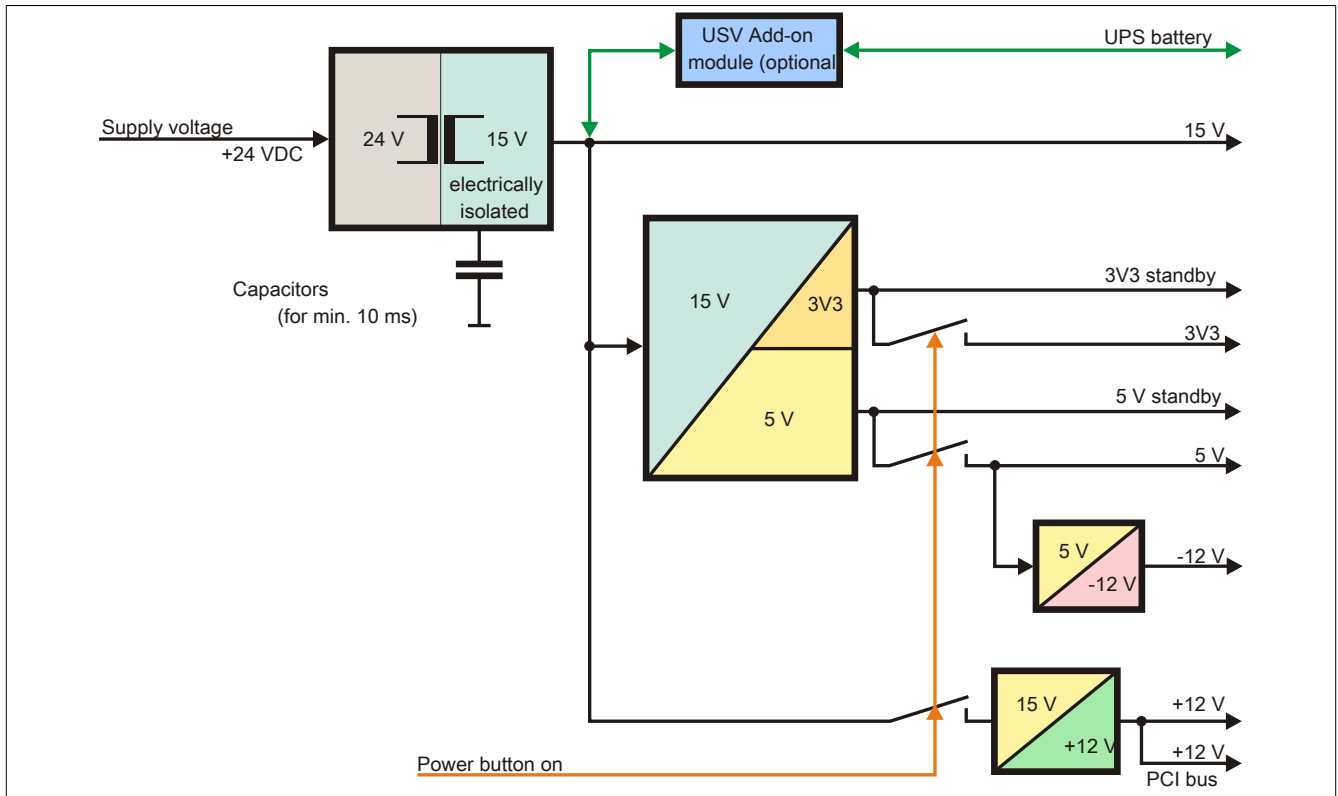 USV Add-on
module (optional
UPS battery
Supply voltage
+24 VDC
24 V
15 V
electrically
isolated
15 V
Capacitors
(for min. 10 ms)
15 V
3V3
5 V
3V3 standby
3V3
5 V standby
5 V
5 V
-12 V
-12 V
15 V
+12 V
+12 V
+12 V
PCI bus
Power button on